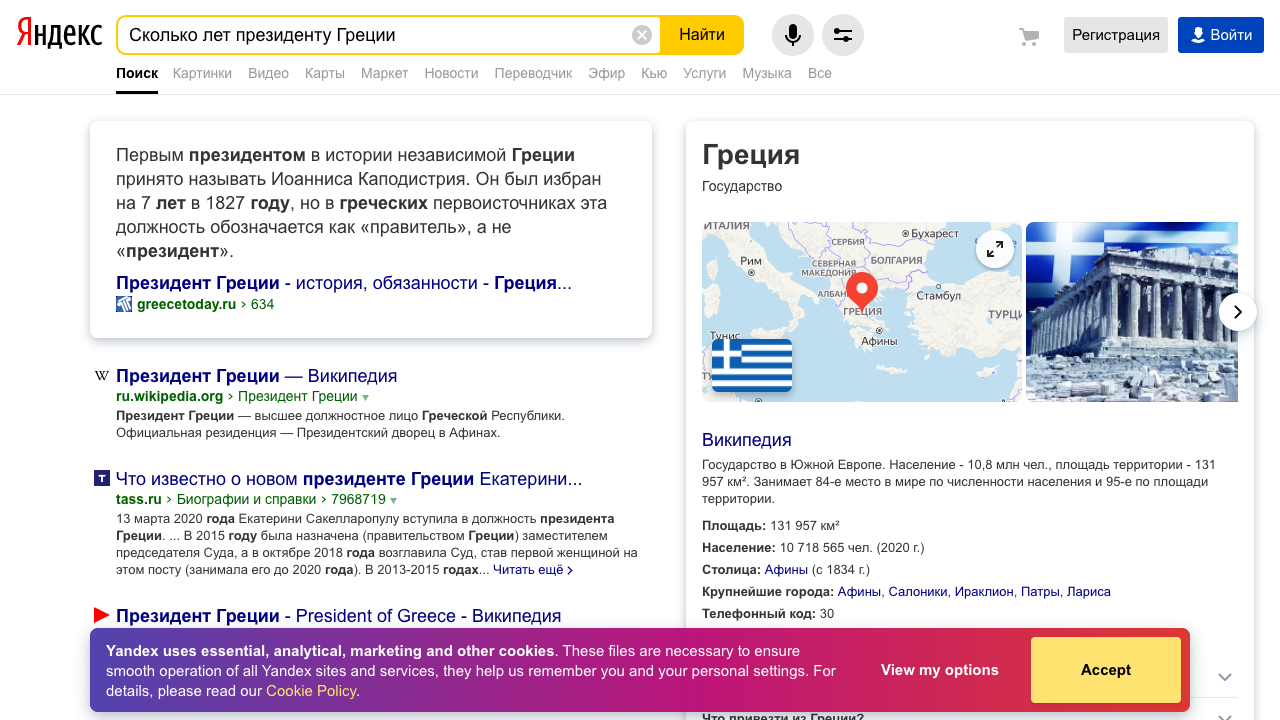 Яндекс
Сколько лет президенту Греции
Найти
Регистрация
Войти
Поиск Картинки Видео Карты Маркет Новости Переводчик Эфир Кью Услуги Музыка Все
Первым президентом в истории независимой Греции
принято называть Иоанниса Каподистрия. Он был избран
на 7 лет в 1827 году, но в греческих первоисточниках эта
должность обозначается как «правитель», а не
«президент».
Президент Греции - история, обязанности - Греция...
greecetoday.ru › 634
W Президент Греции — Википедия
ru.wikipedia.org › Президент Греции
Президент Греции — высшее должностное лицо Греческой Республики.
Официальная резиденция — Президентский дворец в Афинах.
Т Что известно о новом президенте Греции Екатерини...
tass.ru › Биографии и справки › 7968719
13 марта 2020 года Екатерини Сакелларопулу вступила в должность президента
Греции. ... В 2015 году была назначена (правительством Греции) заместителем
председателя Суда, а в октябре 2018 года возглавила Суд, став первой женщиной на
этом посту (занимала его до 2020 года). В 2013-2015 годах... Читать ещё ›
Президент Греции - President of Greece - Википедия
Греция
Государство
ИТАЛИЯ
Бухарест
СЕРБИЯ
Рим
СЕВЕРНАЯ
МАКЕДОНИЯ
БОЛГАРИЯ
АЛБАН
Стамбул
ГРЕЦИЯ
ТУРЦИ
Тунис
Афины
Википедия
Государство в Южной Европе. Население - 10,8 млн чел., площадь территории - 131
957 км². Занимает 84-е место в мире по численности населения и 95-е по площади
территории.
Площадь: 131 957 км²
Население: 10 718 565 чел. (2020 г.)
Столица: Афины (с 1834 г.)
Крупнейшие города: Афины, Салоники, Ираклион, Патры, Лариса
Телефонный код: 30
Что привезти из Греции?
Yandex uses essential, analytical, marketing and other cookies. These files are necessary to ensure
smooth operation of all Yandex sites and services, they help us remember you and your personal settings. For
details, please read our Cookie Policy.
View my options
Accept